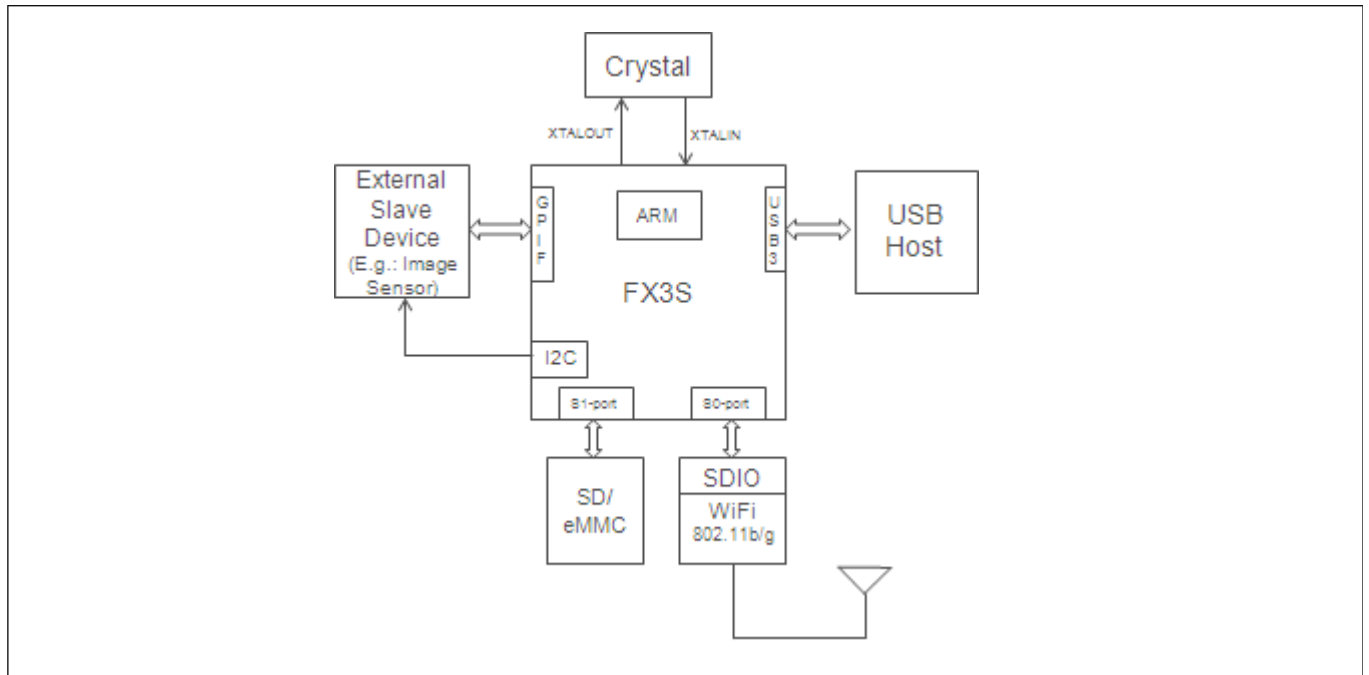 Crystal
XTALOUT
XTALIN
External
Slave
Device
(E.g.: Image
Sensor)
G
P
I
F
ARM
U
S
B
3
USB
Host
FX3S
I2C
S1-port
S0-port
SD/
eMMC
SDIO
WiFi
802.11b/g